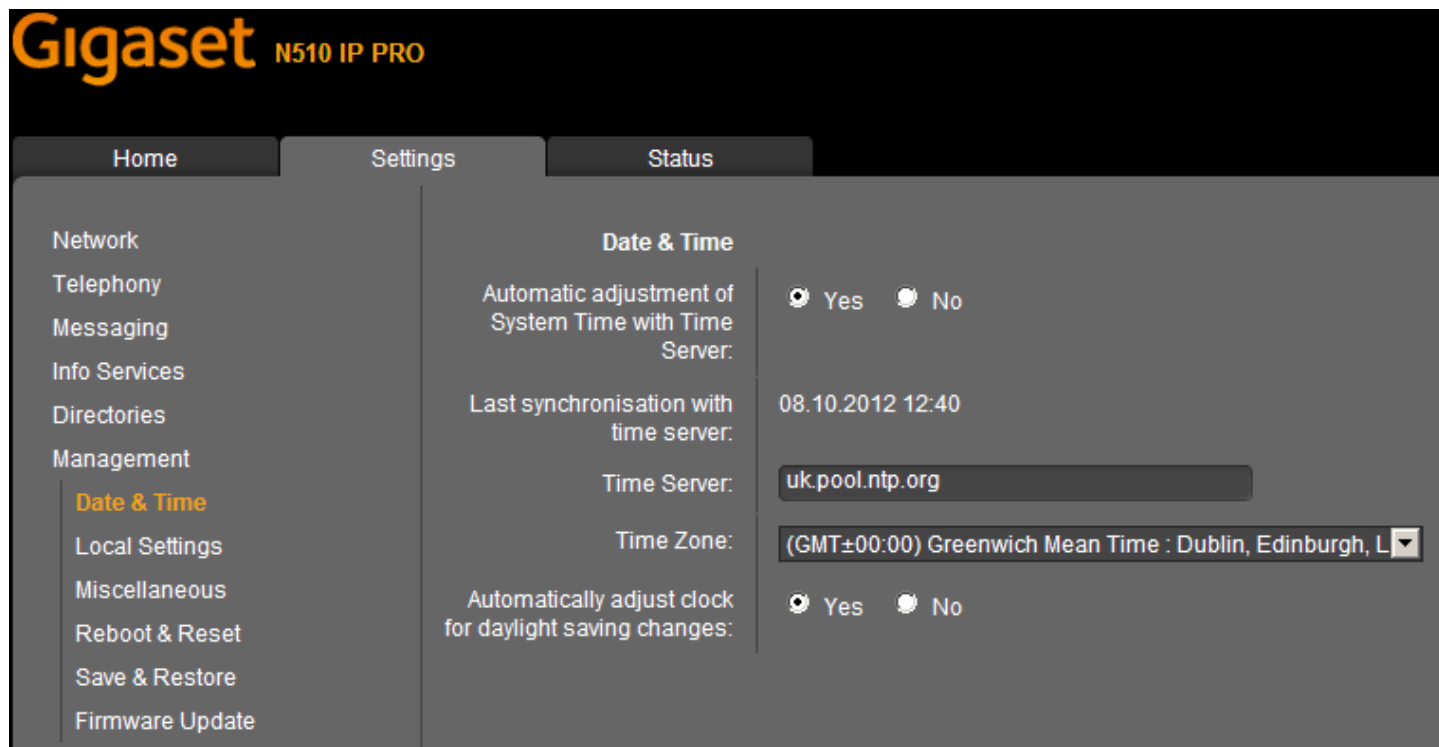 Gigaset N510 IP PRO
Home Settings Status
Network
Telephony
Messaging
Info Services
Directories
Management
Date & Time
Local Settings
Miscellaneous
Reboot & Reset
Save & Restore
Firmware Update
Date & Time
Automatic adjustment of
System Time with Time
Server:
Yes No
Last synchronisation with
time server:
08.10.2012 12:40
Time Server:
uk.pool.ntp.org
Time Zone:
(GMT±00:00) Greenwich Mean Time : Dublin, Edinburgh, L
Automatically adjust clock
for daylight saving changes:
Yes No